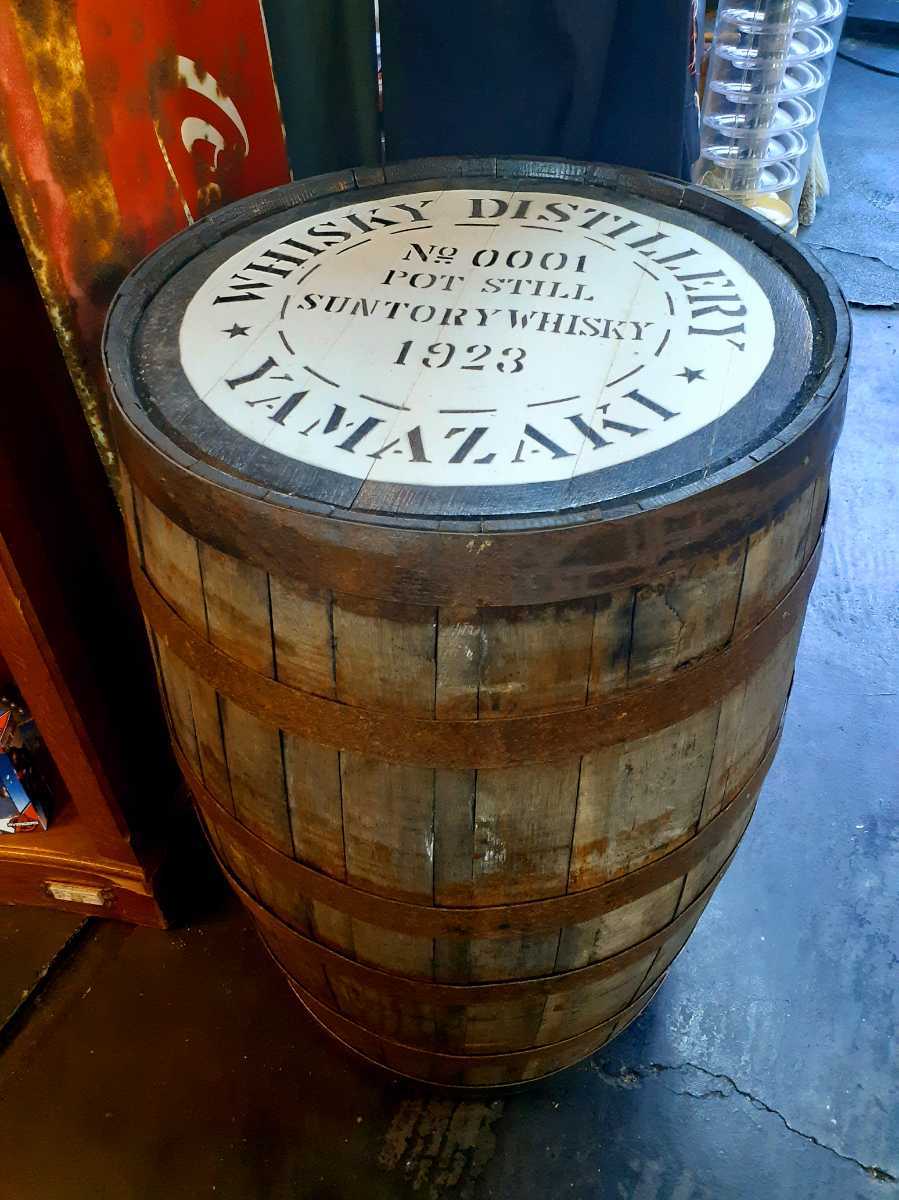 WHISKY DISTILLERY
Nº 0001
POT STILL
SUNTORY WHISKY
1923
★ YAMAZAKI ★